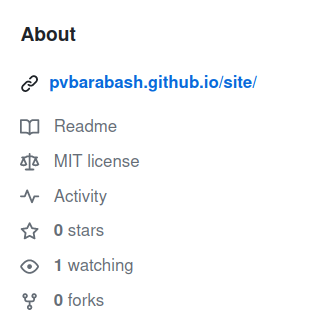 About
pvbarabash.github.io/site/
Readme
MIT license
Activity
0 stars
1 watching
0 forks